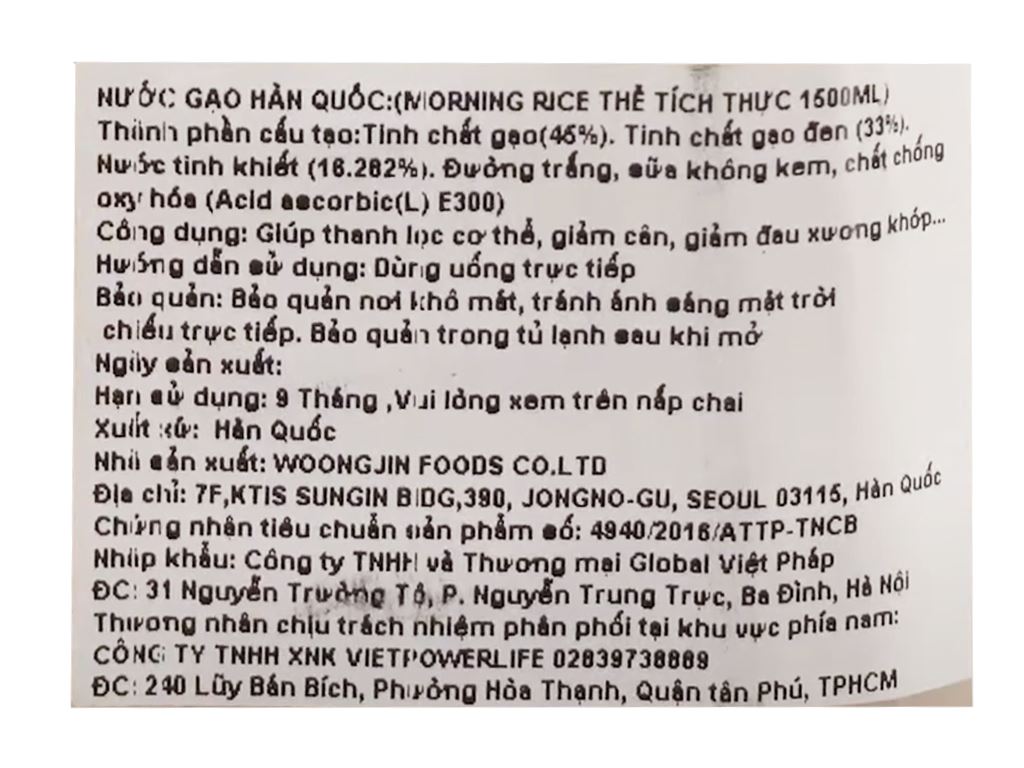 NƯỚC GẠO HÀN QUỐC:(MORNING RICE THỂ TÍCH THỰC 1500ML)
Thành phần cấu tạo:Tinh chất gạo(45%). Tinh chất gạo đen (33%).
Nước tinh khiết (16.282%). Đường trắng, sữa không kem, chất chống
oxy hóa (Acid ascorbic(L) E300)
Công dụng: Giúp thanh lọc cơ thể, giảm cân, giảm đau xương khớp...
Hướng dẫn sử dụng: Dùng uống trực tiếp
Bảo quản: Bảo quản nơi khô mát, tránh ánh sáng mặt trời
chiếu trực tiếp. Bảo quản trong tủ lạnh sau khi mở
Ngày sản xuất:
Hạn sử dụng: 9 Tháng ,Vui lòng xem trên nắp chai
Xuất xứ: Hàn Quốc
Nhà sản xuất: WOONGJIN FOODS CO.LTD
Địa chỉ: 7F,KTIS SUNGIN BIDG,390, JONGNO-GU, SEOUL 03115, Hàn Quốc
Chứng nhận tiêu chuẩn sản phẩm số: 4940/2016/ATTP-TNCB
Nhập khẩu: Công ty TNHH và Thương mại Global Việt Pháp
ĐC: 31 Nguyễn Trường Tộ, P. Nguyễn Trung Trực, Ba Đình, Hà Nội
Thương nhân chịu trách nhiệm phân phối tại khu vực phía nam:
CÔNG TY TNHH XNK VIETPOWERLIFE 02839738889
ĐC: 240 Lũy Bán Bích, Phường Hòa Thạnh, Quận tân Phú, TPHCM